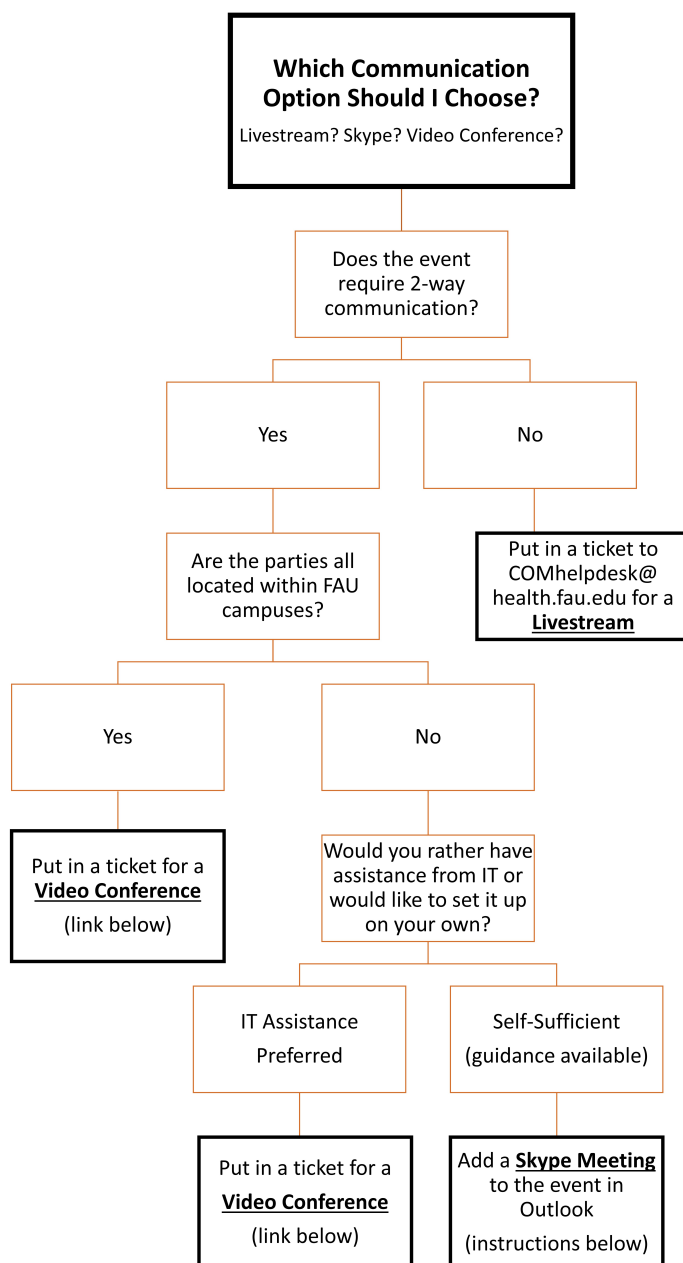 Which Communication
Option Should I Choose?
Livestream? Skype? Video Conference?
Does the event
require 2-way
communication?
Yes
No
Are the parties all
located within FAU
campuses?
Put in a ticket to
COMhelpdesk@
health.fau.edu for a
Livestream
Yes
No
Put in a ticket for a
Video Conference
(link below)
Would you rather have
assistance from IT or
would like to set it up
on your own?
IT Assistance
Preferred
Self-Sufficient
(guidance available)
Put in a ticket for a
Video Conference
(link below)
Add a Skype Meeting
to the event in
Outlook
(instructions below)